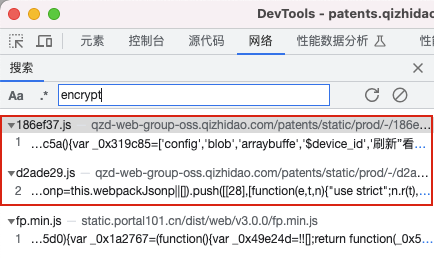 DevTools - patents.qizhidao
元素 控制台 源代码 网络 性能数据分析 性能
搜索
Aa .* encrypt
186ef37.js — qzd-web-group-oss.qizhidao.com/patents/static/prod/-/186e…
1 …c5a(){var _0x319c85=['config','blob','arraybuffer','$device_id','刷新”看…
d2ade29.js — qzd-web-group-oss.qizhidao.com/patents/static/prod/-/d2a…
2 …onp=this.webpackJsonp||[]).push([[28],[function(e,t,n){"use strict";n.r(t),…
fp.min.js — static.portal101.cn/dist/web/v3.0.0/fp.min.js
1 …5d0){var _0x1a2767=(function(){var _0x49e24d=!![];return function(_0x5…